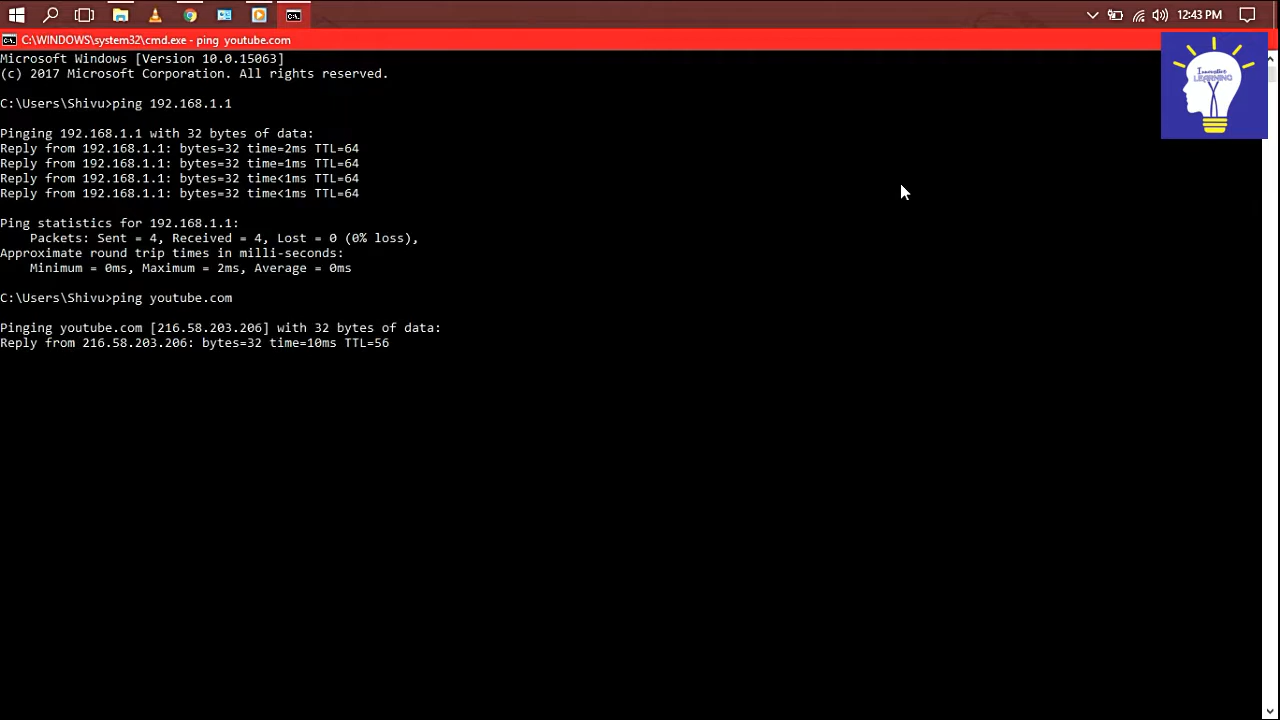 12:43 PM
C:\WINDOWS\system32\cmd.exe - ping  youtube.com
Microsoft Windows [Version 10.0.15063]
(c) 2017 Microsoft Corporation. All rights reserved.
Innovative
LEARNING
C:\Users\Shivu>ping 192.168.1.1
Pinging 192.168.1.1 with 32 bytes of data:
Reply from 192.168.1.1: bytes=32 time=2ms TTL=64
Reply from 192.168.1.1: bytes=32 time=1ms TTL=64
Reply from 192.168.1.1: bytes=32 time<1ms TTL=64
Reply from 192.168.1.1: bytes=32 time<1ms TTL=64
Ping statistics for 192.168.1.1:
    Packets: Sent = 4, Received = 4, Lost = 0 (0% loss),
Approximate round trip times in milli-seconds:
    Minimum = 0ms, Maximum = 2ms, Average = 0ms
C:\Users\Shivu>ping youtube.com
Pinging youtube.com [216.58.203.206] with 32 bytes of data:
Reply from 216.58.203.206: bytes=32 time=10ms TTL=56